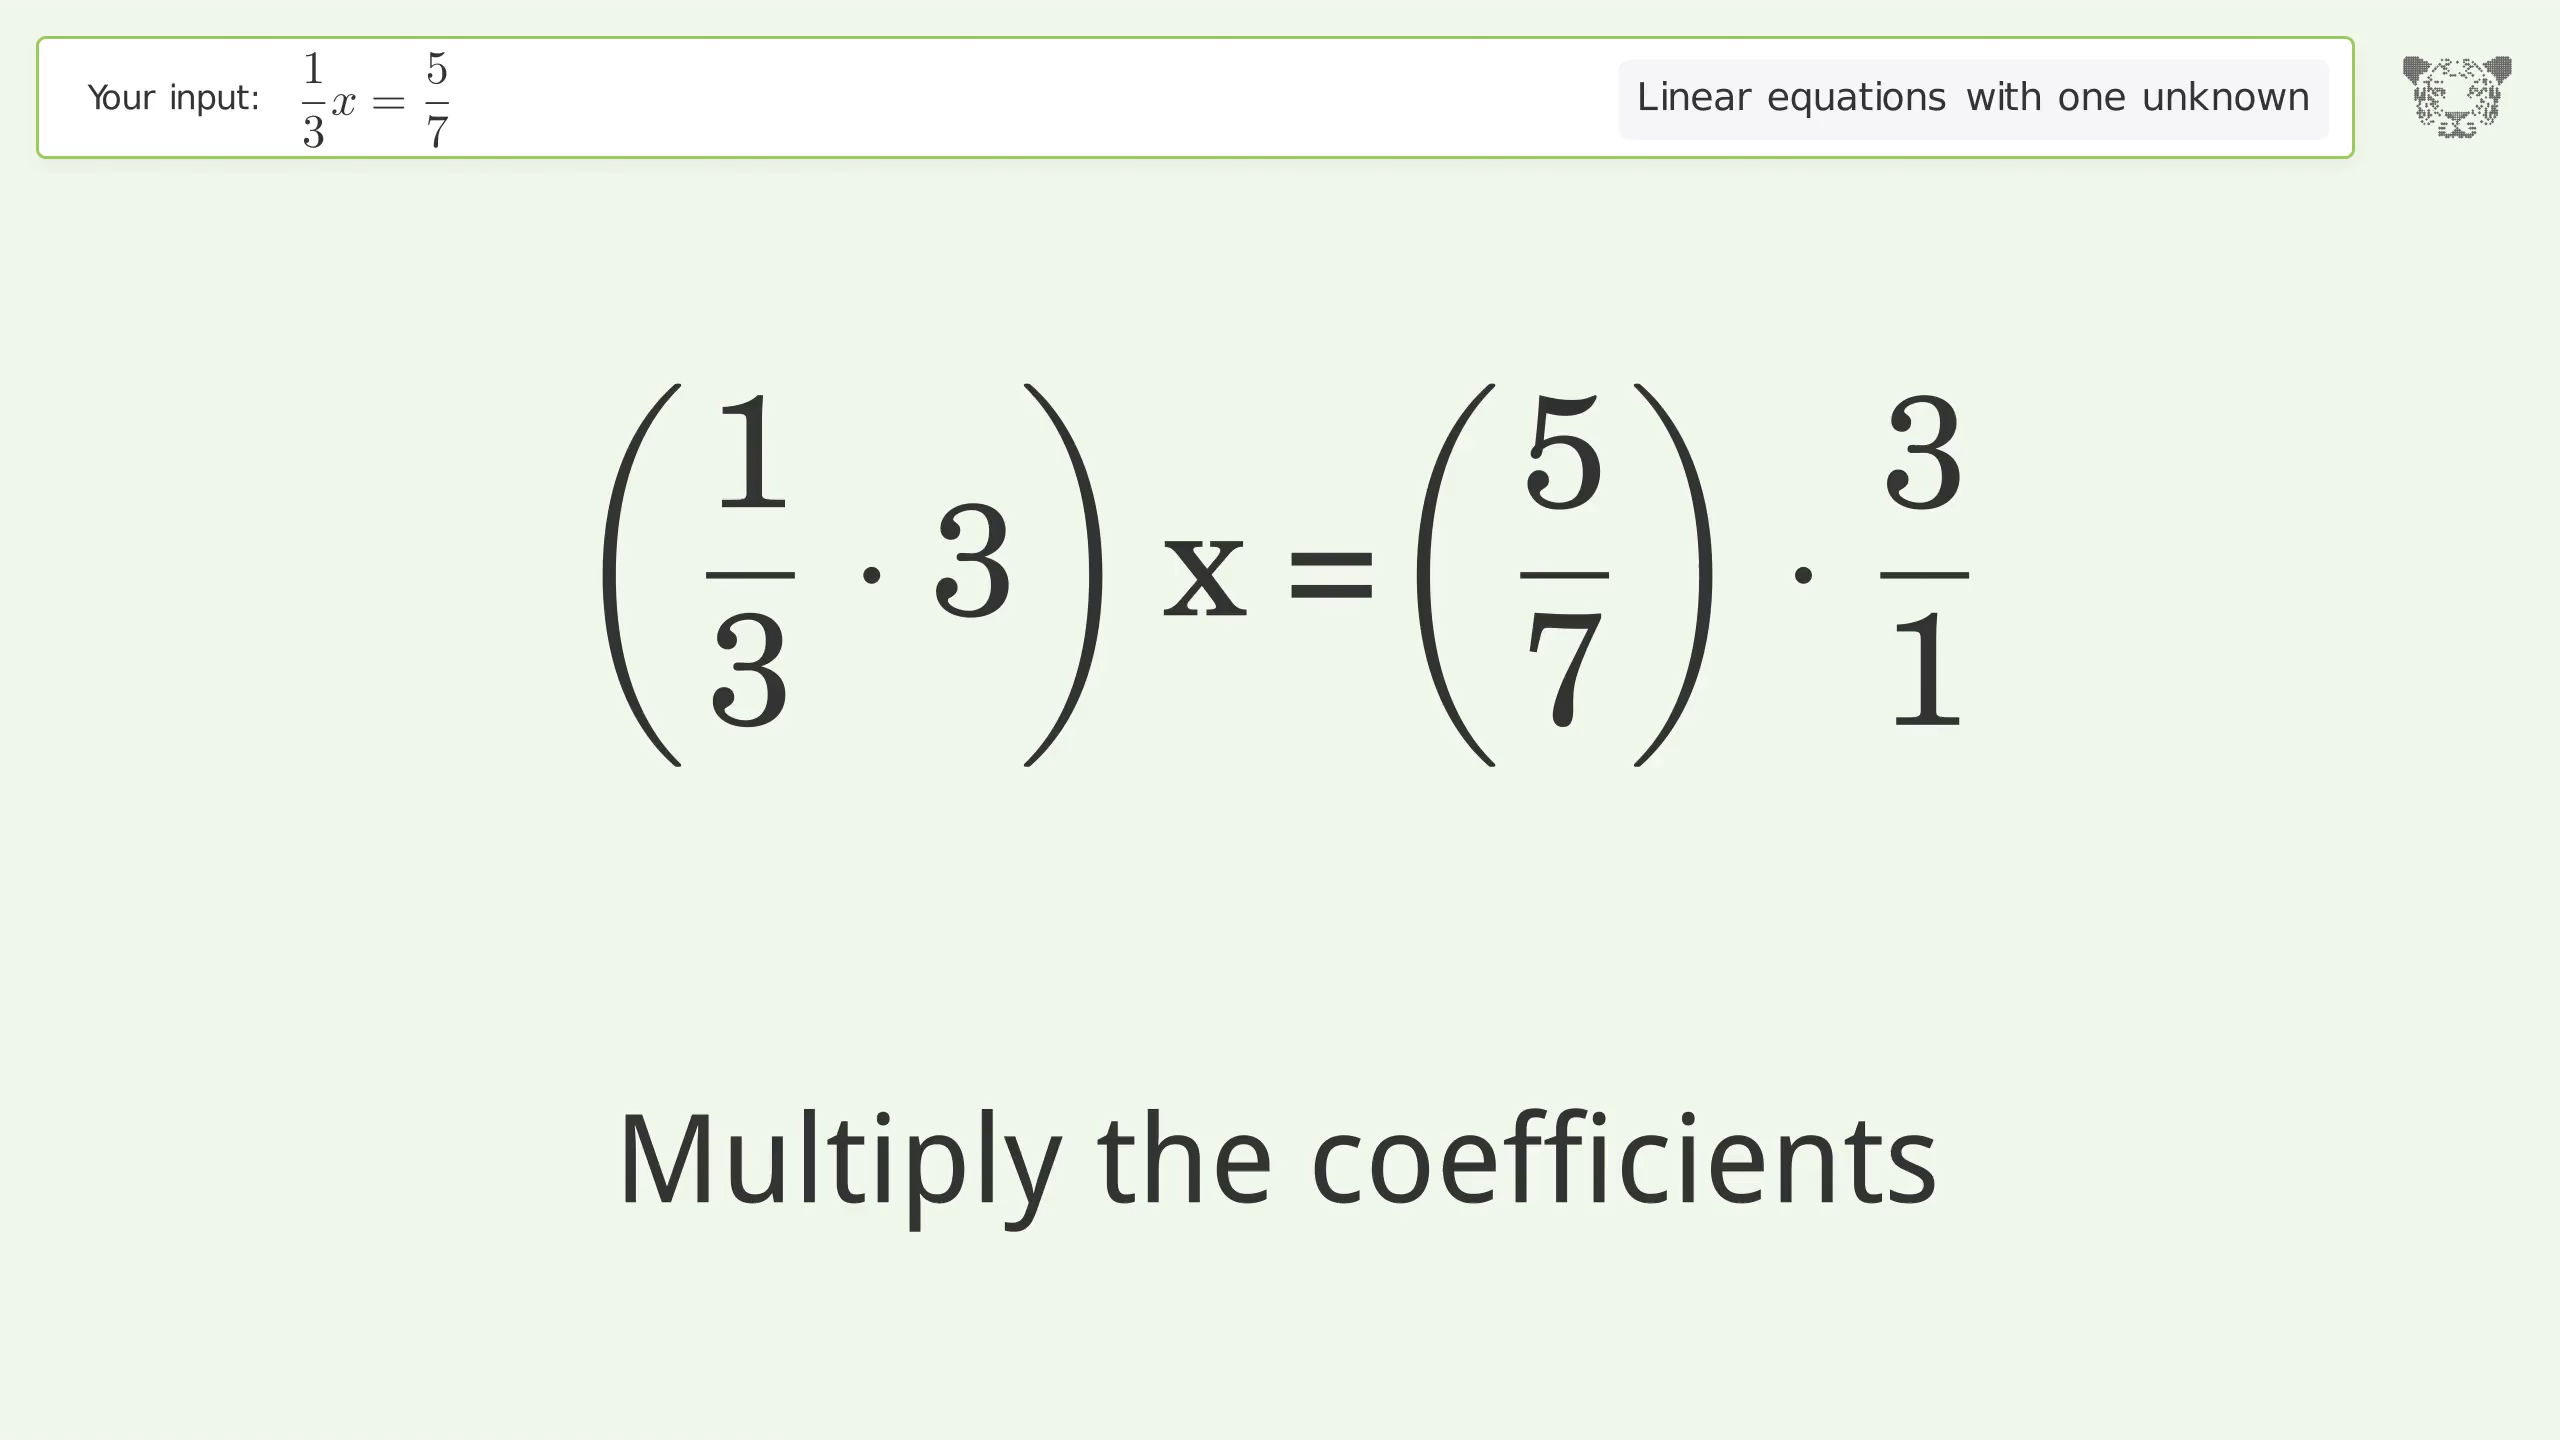 Your input: 1/3 x = 5/7 Linear equations with one unknown
(1/3 · 3) x = (5/7) · 3/1
Multiply the coefficients